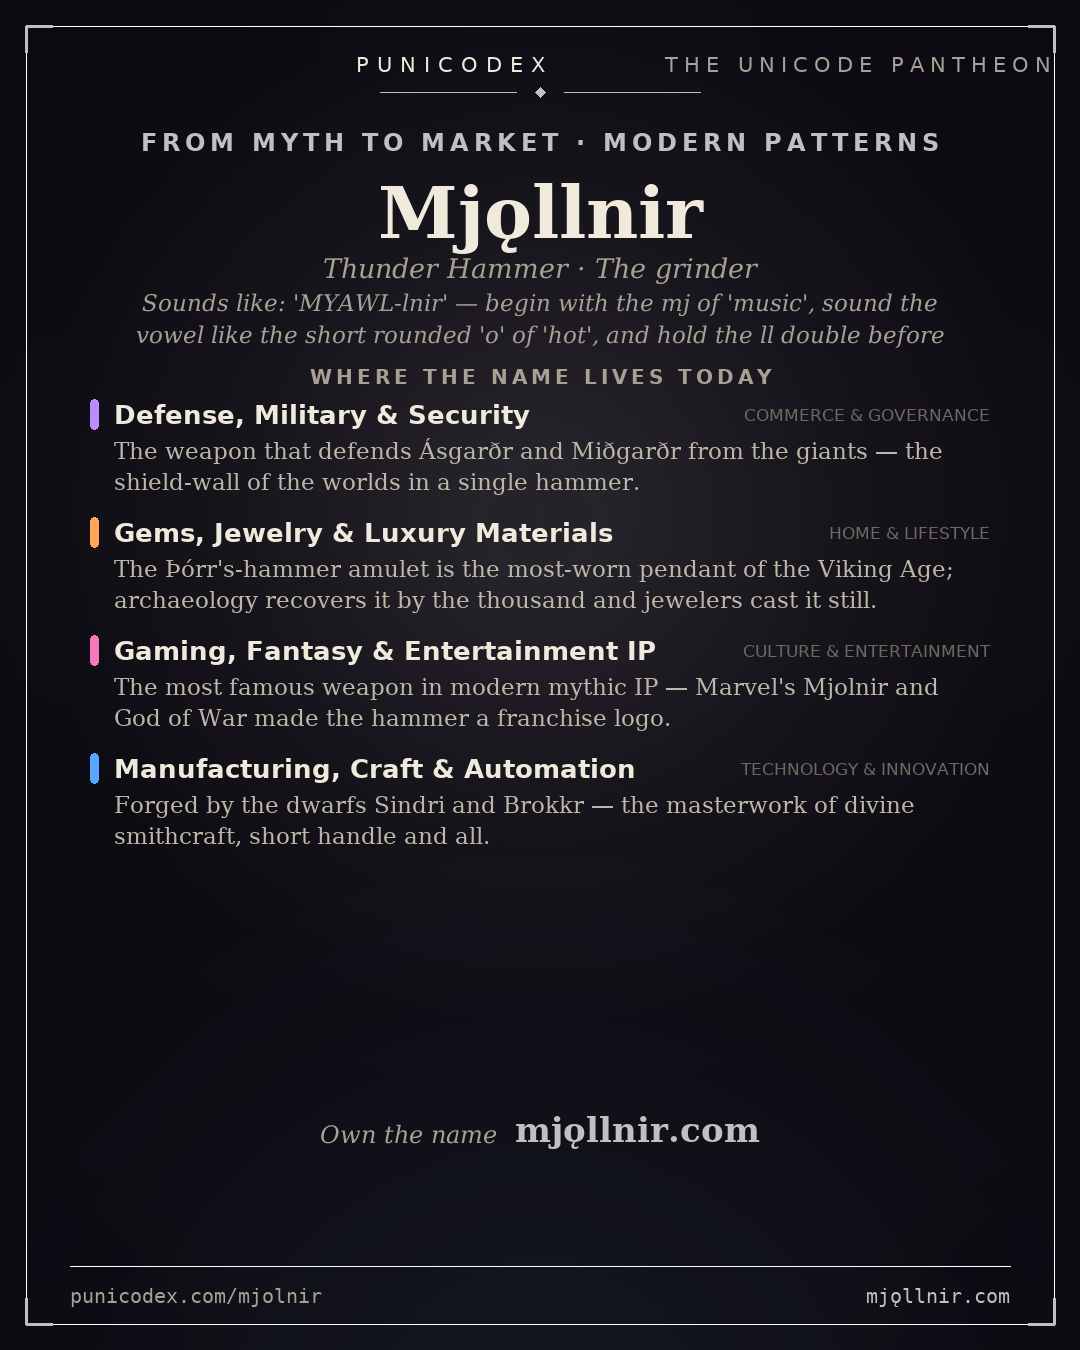 PUNICODEX THE UNICODE PANTHEON
FROM MYTH TO MARKET · MODERN PATTERNS
Mjǫllnir
Thunder Hammer · The grinder
Sounds like: 'MYAWL-lnir' — begin with the mj of 'music', sound the
vowel like the short rounded 'o' of 'hot', and hold the ll double before
WHERE THE NAME LIVES TODAY
Defense, Military & Security COMMERCE & GOVERNANCE
The weapon that defends Ásgarðr and Miðgarðr from the giants — the
shield-wall of the worlds in a single hammer.
Gems, Jewelry & Luxury Materials HOME & LIFESTYLE
The Þórr's-hammer amulet is the most-worn pendant of the Viking Age;
archaeology recovers it by the thousand and jewelers cast it still.
Gaming, Fantasy & Entertainment IP CULTURE & ENTERTAINMENT
The most famous weapon in modern mythic IP — Marvel's Mjolnir and
God of War made the hammer a franchise logo.
Manufacturing, Craft & Automation TECHNOLOGY & INNOVATION
Forged by the dwarfs Sindri and Brokkr — the masterwork of divine
smithcraft, short handle and all.
Own the name mjǫllnir.com
punicodex.com/mjolnir mjǫllnir.com